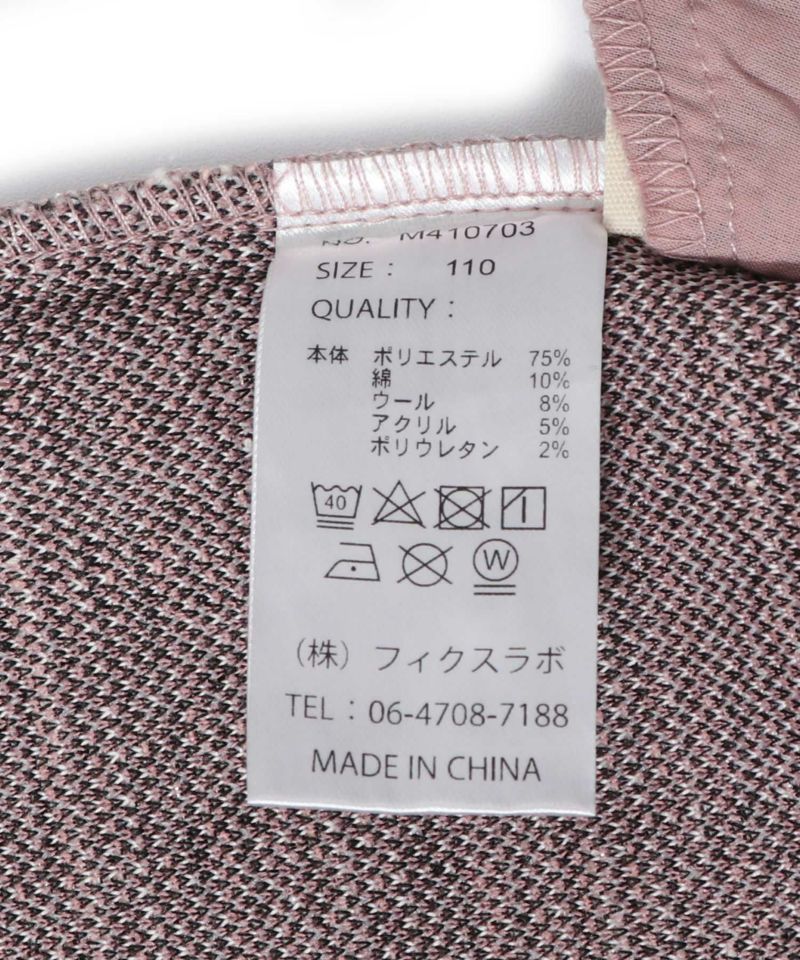 NO. M410703
SIZE : 110
QUALITY :
本体 ポリエステル 75%
綿 10%
ウール 8%
アクリル 5%
ポリウレタン 2%
40
W
(株) フィクスラボ
TEL : 06-4708-7188
MADE IN CHINA